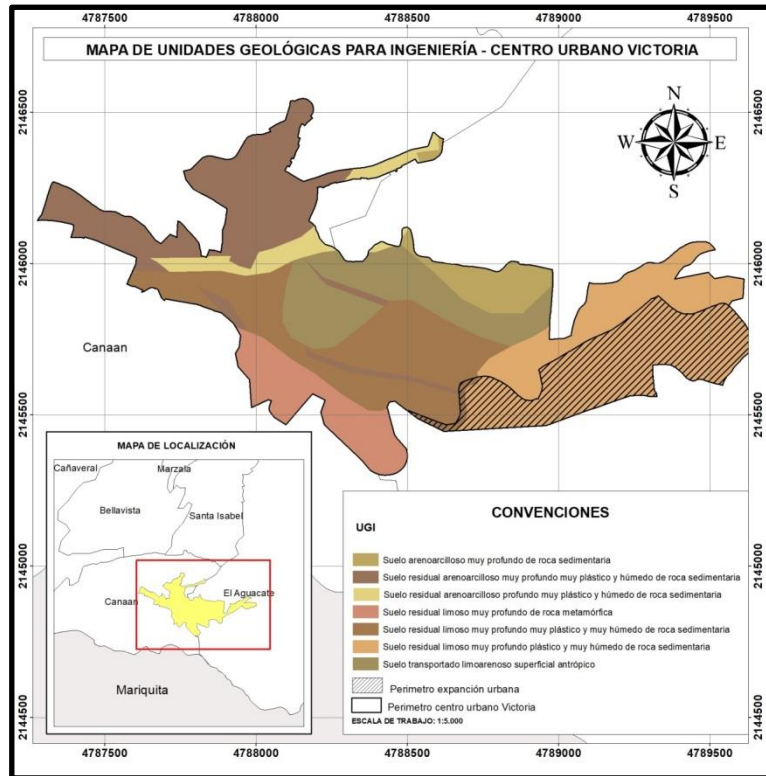 4787500 4788000 4788500 4789000 4789500
MAPA DE UNIDADES GEOLÓGICAS PARA INGENIERÍA - CENTRO URBANO VICTORIA
N
W E
S
2146500 2146500
2146000 2146000
Canaan
2145500 2145500
MAPA DE LOCALIZACIÓN
Cañaveral Marzala
Bellavista Santa Isabel
Canaan El Aguacate
Mariquita
2145000 2145000
CONVENCIONES
UGI
Suelo arenoarcilloso muy profundo de roca sedimentaria
Suelo residual arenoarcilloso muy profundo muy plástico y húmedo de roca sedimentaria
Suelo residual arenoarcilloso profundo muy plástico y húmedo de roca sedimentaria
Suelo residual limoso muy profundo de roca metamórfica
Suelo residual limoso muy profundo muy plástico y muy húmedo de roca sedimentaria
Suelo residual limoso muy profundo plástico y muy húmedo de roca sedimentaria
Suelo transportado limoarenoso superficial antrópico
Perimetro expanción urbana
Perimetro centro urbano Victoria
ESCALA DE TRABAJO: 1:5.000
2144500 2144500
4787500 4788000 4788500 4789000 4789500